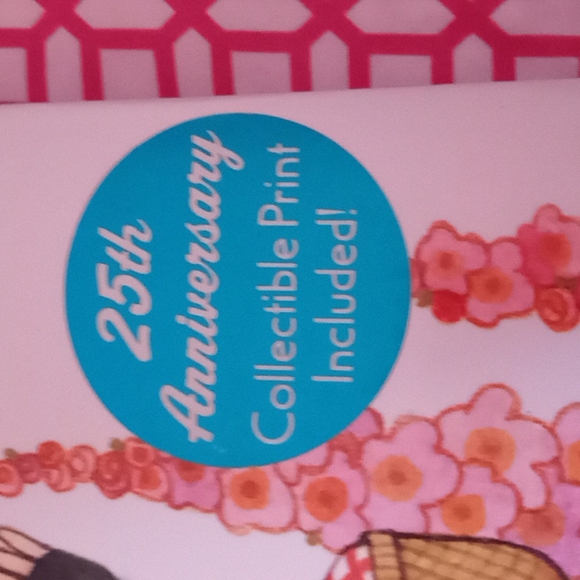 25th
Anniversary
Collectible Print
Included!